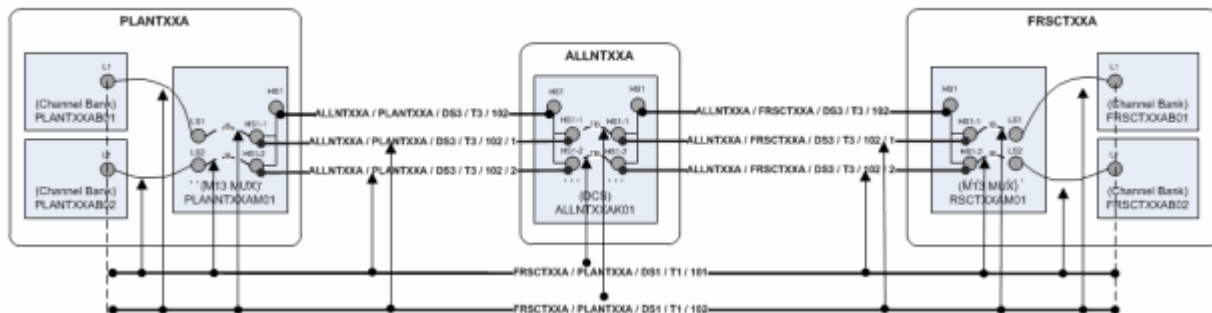 PLANTXXA
FRSCTXXA
ALLNTXXA
L1
(Channel Bank)
PLANTXXAB01
HS1
LS1
HS1-1
LS2
HS1-2
(Channel Bank)
PLANTXXAB02
(M13 MUX)
PLANNTXXAM01
ALLNTXXA / PLANTXXA / DS3 / T3 / 102
ALLNTXXA / PLANTXXA / DS3 / T3 / 102 / 1
ALLNTXXA / PLANTXXA / DS3 / T3 / 102 / 2
HS1
HS1
HS1-1
HS1-1
HS1-2
HS1-2
(DCS)
ALLNTXXAK01
ALLNTXXA / FRSCTXXA / DS3 / T3 / 102
ALLNTXXA / FRSCTXXA / DS3 / T3 / 102 / 1
ALLNTXXA / FRSCTXXA / DS3 / T3 / 102 / 2
HS1
HS1-1
LS1
HS1-2
LS2
(M13 MUX)
RSCTXXAM01
L1
(Channel Bank)
FRSCTXXAB01
(Channel Bank)
FRSCTXXAB02
FRSCTXXA / PLANTXXA / DS1 / T1 / 101
FRSCTXXA / PLANTXXA / DS1 / T1 / 102